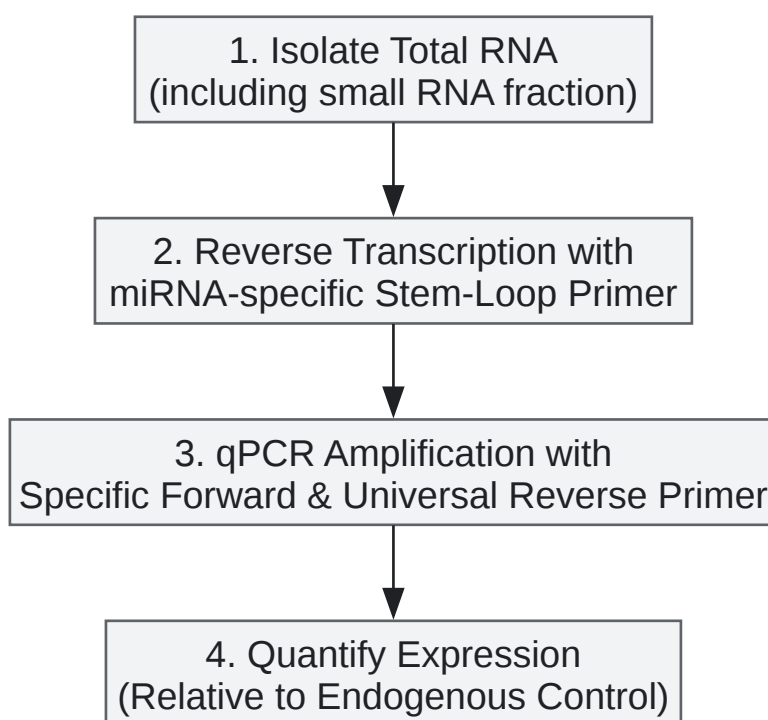 1. Isolate Total RNA
(including small RNA fraction)
2. Reverse Transcription with
miRNA-specific Stem-Loop Primer
3. qPCR Amplification with
Specific Forward & Universal Reverse Primer
4. Quantify Expression
(Relative to Endogenous Control)